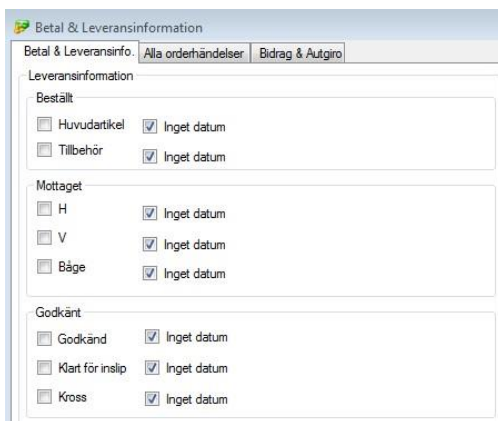 Betal & Leveransinformation
Betal & Leveransinfo. Alla orderhändelser Bidrag & Autgiro
Leveransinformation
Beställt
Huvudartikel Inget datum
Tillbehör Inget datum
Mottaget
H Inget datum
V Inget datum
Båge Inget datum
Godkänt
Godkänd Inget datum
Klart för inslip Inget datum
Kross Inget datum